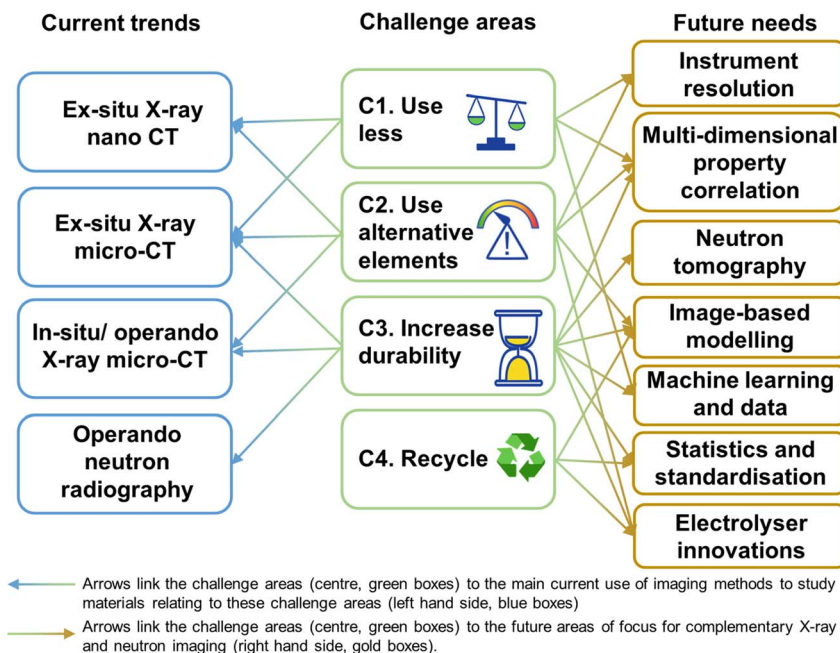 Current trends
Challenge areas
Future needs
Ex-situ X-ray
nano CT
Ex-situ X-ray
micro-CT
In-situ/ operando
X-ray micro-CT
Operando
neutron
radiography
C1. Use
less
C2. Use
alternative
elements
C3. Increase
durability
C4. Recycle
Instrument
resolution
Multi-dimensional
property
correlation
Neutron
tomography
Image-based
modelling
Machine learning
and data
Statistics and
standardisation
Electrolyser
innovations
Arrows link the challenge areas (centre, green boxes) to the main current use of imaging methods to study
materials relating to these challenge areas (left hand side, blue boxes)
Arrows link the challenge areas (centre, green boxes) to the future areas of focus for complementary X-ray
and neutron imaging (right hand side, gold boxes).